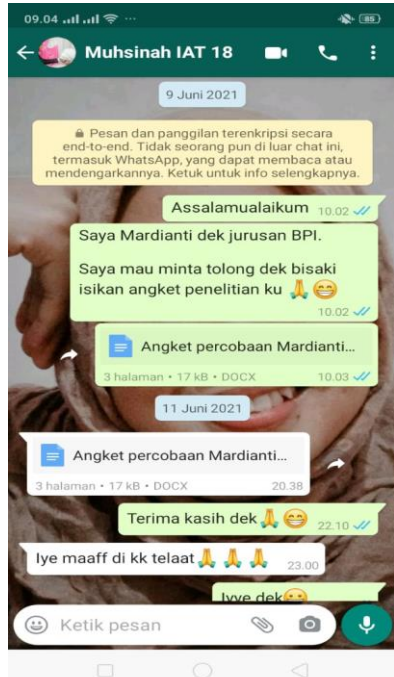 09.04
85
Muhsinah IAT 18
9 Juni 2021
Pesan dan panggilan terenkripsi secara
end-to-end. Tidak seorang pun di luar chat ini,
termasuk WhatsApp, yang dapat membaca atau
mendengarkannya. Ketuk untuk info selengkapnya.
Assalamualaikum 10.02
Saya Mardianti dek jurusan BPI.
Saya mau minta tolong dek bisaki
isikan angket penelitian ku 🙏😁
10.02
Angket percobaan Mardianti...
3 halaman • 17 kB • DOCX 10.03
11 Juni 2021
Angket percobaan Mardianti...
3 halaman • 17 kB • DOCX 20.38
Terima kasih dek🙏😁 22.10
Iye maaff di kk telaat🙏🙏🙏 23.00
Iyye dek
Ketik pesan